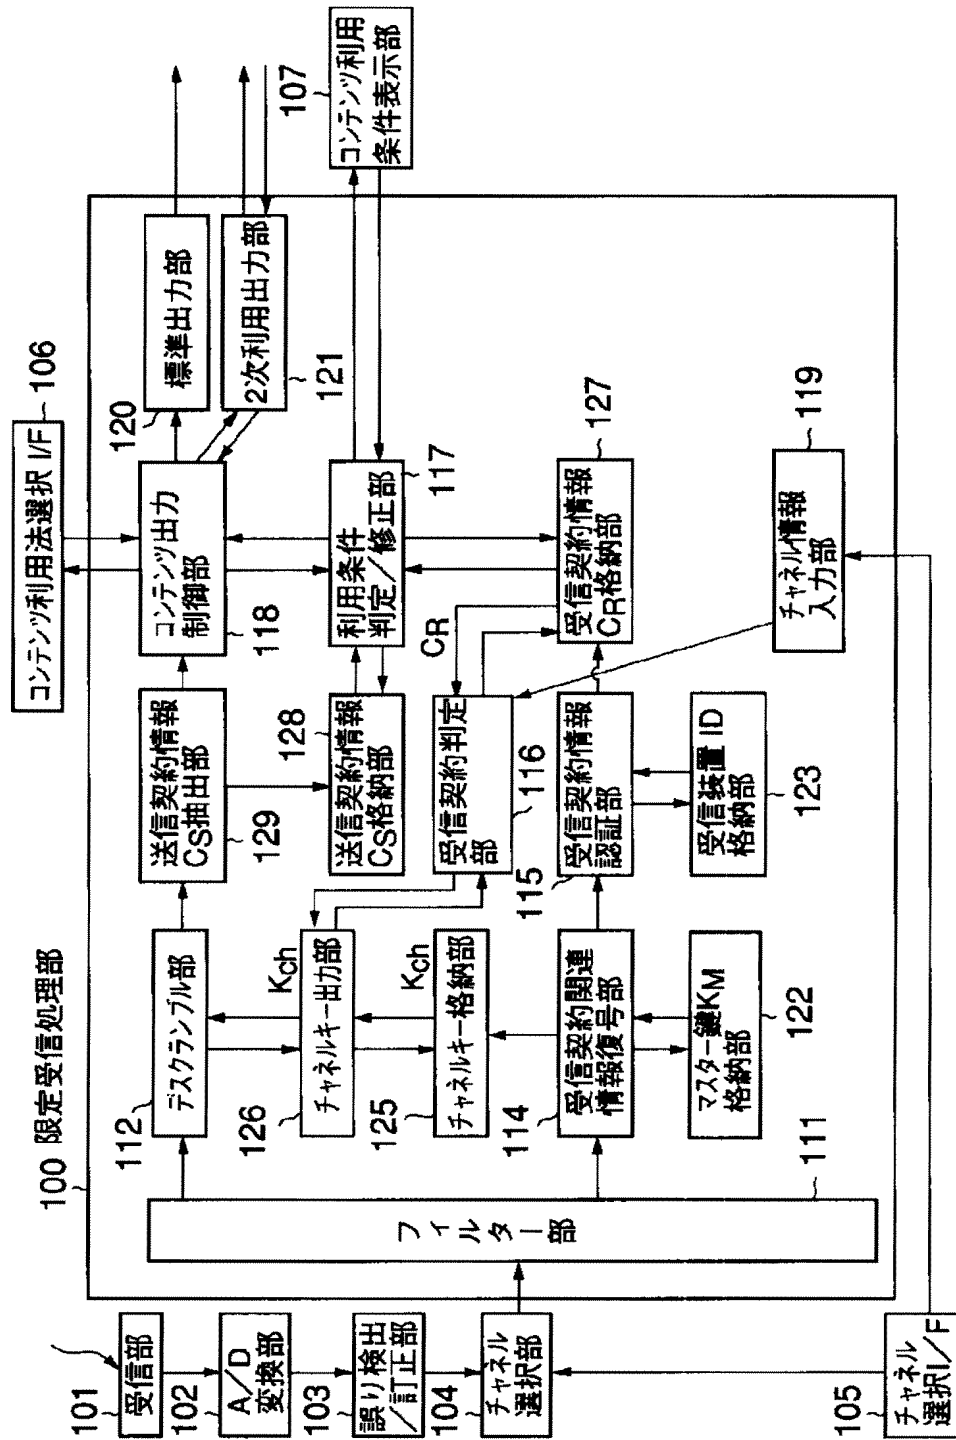 100 限定受信処理部
101
受信部
102
A/D
変換部
103
誤り検出
/訂正部
104
チャネル
選択部
105
チャネル
選択I/F
フィルター部
111
112
デスクランブル部
126
チャネルキー出力部
Kch
125
チャネルキー格納部
Kch
114
受信契約関連
情報復号部
マスター鍵KM
格納部
122
送信契約情報
CS抽出部
129
送信契約情報
CS格納部
128
受信契約判定
部
116
115
受信契約情報
認証部
受信装置 ID
格納部
123
コンテンツ出力
制御部
118
利用条件
判定/修正部
117
CR
受信契約情報
CR格納部
127
チャネル情報
入力部
119
コンテンツ利用法選択 I/F
106
120
標準出力部
2次利用出力部
121
107
コンテンツ利用
条件表示部